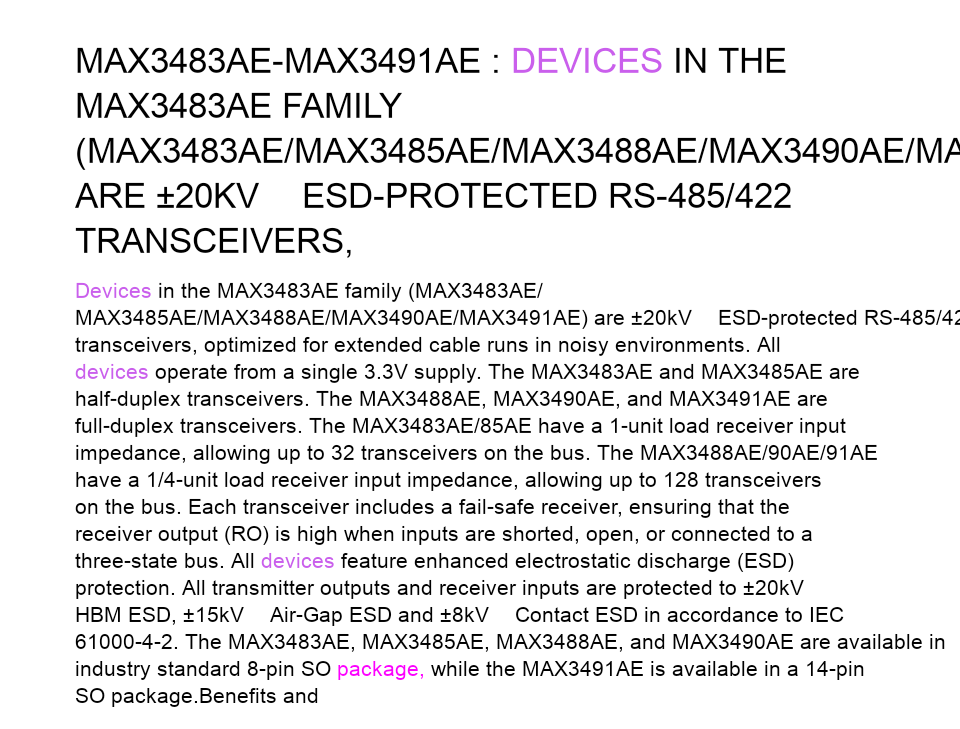 MAX3483AE-MAX3491AE : DEVICES IN THE
MAX3483AE FAMILY
(MAX3483AE/MAX3485AE/MAX3488AE/MAX3490AE/MA
ARE ±20KV ESD-PROTECTED RS-485/422
TRANSCEIVERS,
Devices in the MAX3483AE family (MAX3483AE/
MAX3485AE/MAX3488AE/MAX3490AE/MAX3491AE) are ±20kV ESD-protected RS-485/42
transceivers, optimized for extended cable runs in noisy environments. All
devices operate from a single 3.3V supply. The MAX3483AE and MAX3485AE are
half-duplex transceivers. The MAX3488AE, MAX3490AE, and MAX3491AE are
full-duplex transceivers. The MAX3483AE/85AE have a 1-unit load receiver input
impedance, allowing up to 32 transceivers on the bus. The MAX3488AE/90AE/91AE
have a 1/4-unit load receiver input impedance, allowing up to 128 transceivers
on the bus. Each transceiver includes a fail-safe receiver, ensuring that the
receiver output (RO) is high when inputs are shorted, open, or connected to a
three-state bus. All devices feature enhanced electrostatic discharge (ESD)
protection. All transmitter outputs and receiver inputs are protected to ±20kV
HBM ESD, ±15kV Air-Gap ESD and ±8kV Contact ESD in accordance to IEC
61000-4-2. The MAX3483AE, MAX3485AE, MAX3488AE, and MAX3490AE are available in
industry standard 8-pin SO package, while the MAX3491AE is available in a 14-pin
SO package.Benefits and